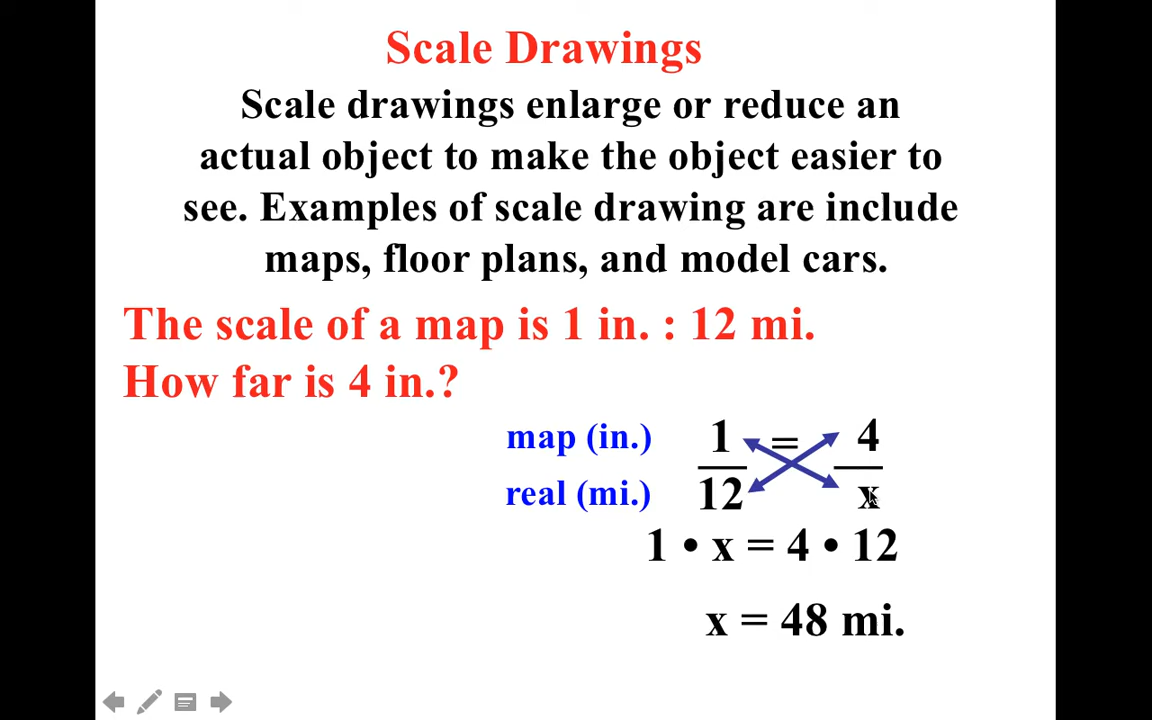 Scale Drawings
Scale drawings enlarge or reduce an
actual object to make the object easier to
see. Examples of scale drawing are include
maps, floor plans, and model cars.
The scale of a map is 1 in. : 12 mi.
How far is 4 in.?
map (in.) 1 = 4
real (mi.) 12 x
1 • x = 4 • 12
x = 48 mi.